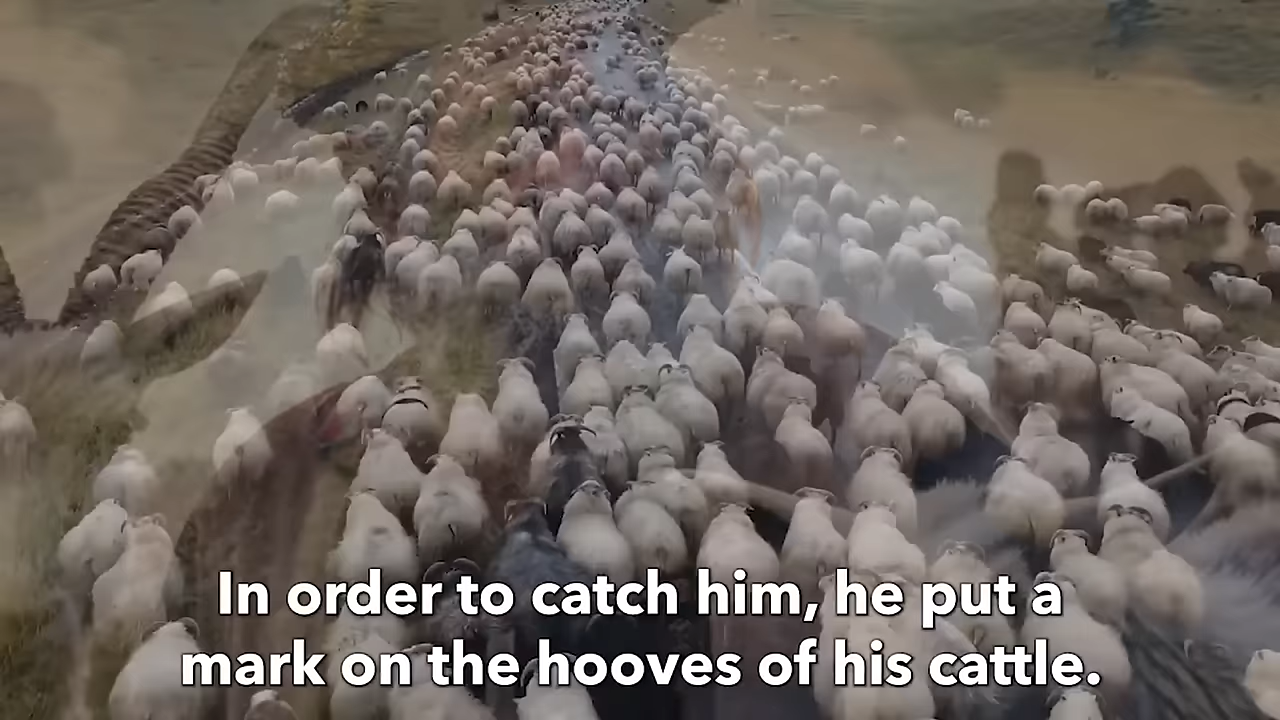 In order to catch him, he put a
mark on the hooves of his cattle.